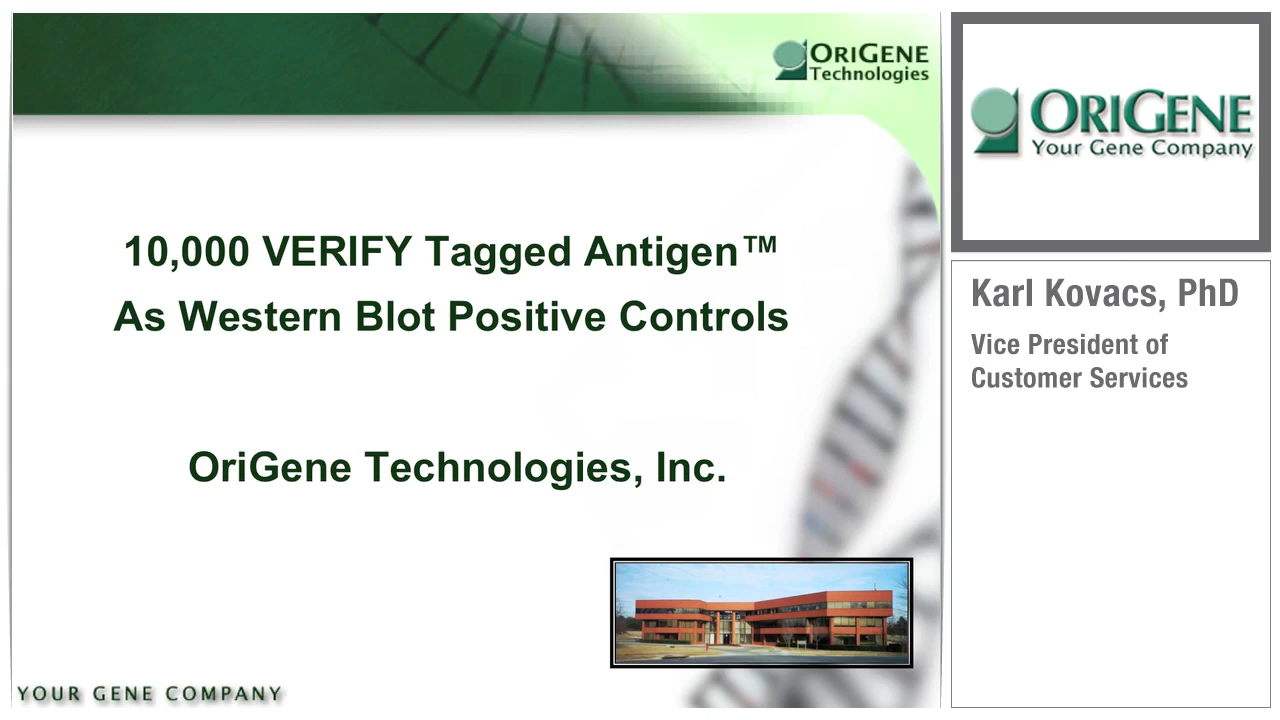 ORIGENE
Technologies
10,000 VERIFY Tagged Antigen™
As Western Blot Positive Controls
OriGene Technologies, Inc.
YOUR GENE COMPANY
ORIGENE
Your Gene Company
Karl Kovacs, PhD
Vice President of
Customer Services